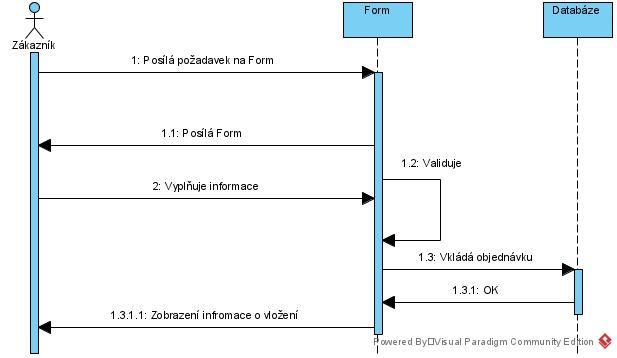 Form
Databáze
Zákazník
1: Posílá požadavek na Form
1.1: Posílá Form
1.2: Validuje
2: Vyplňuje informace
1.3: Vkládá objednávku
1.3.1: OK
1.3.1.1: Zobrazení infromace o vložení
Powered By Visual Paradigm Community Edition